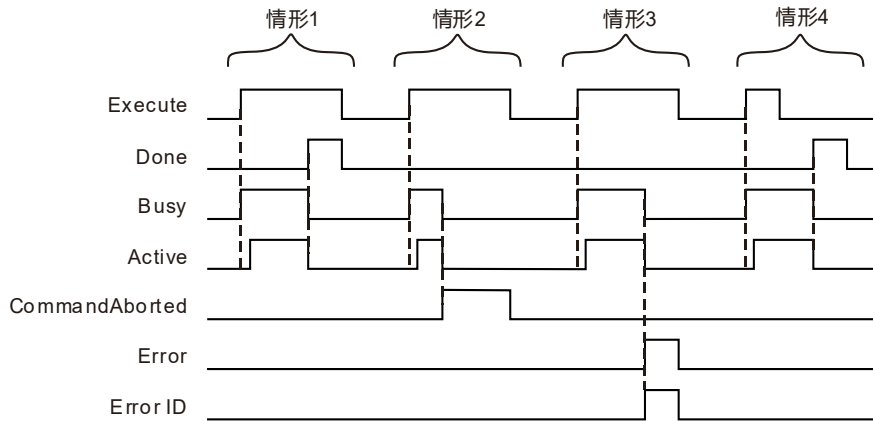 情形1 情形2 情形3 情形4
Execute
Done
Busy
Active
CommandAborted
Error
Error ID